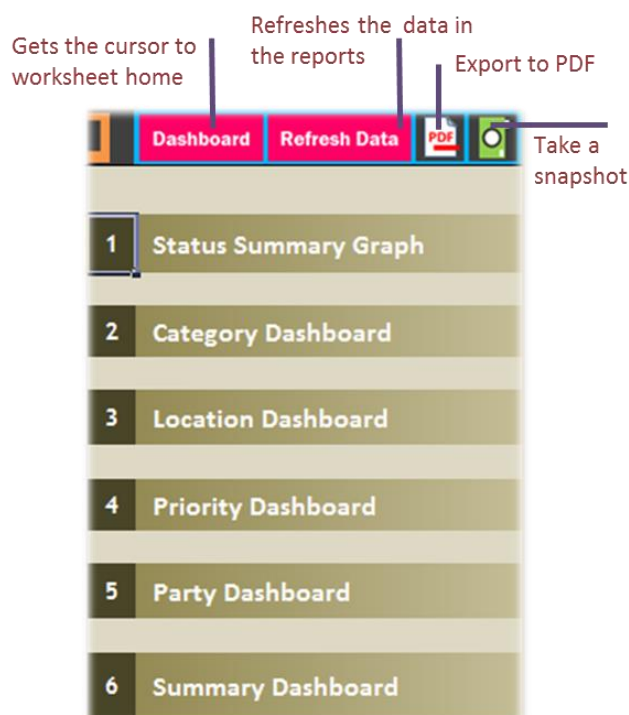 Gets the cursor to
worksheet home
Refreshes the data in
the reports
Export to PDF
Take a
snapshot
Dashboard
Refresh Data
PDF
1 Status Summary Graph
2 Category Dashboard
3 Location Dashboard
4 Priority Dashboard
5 Party Dashboard
6 Summary Dashboard